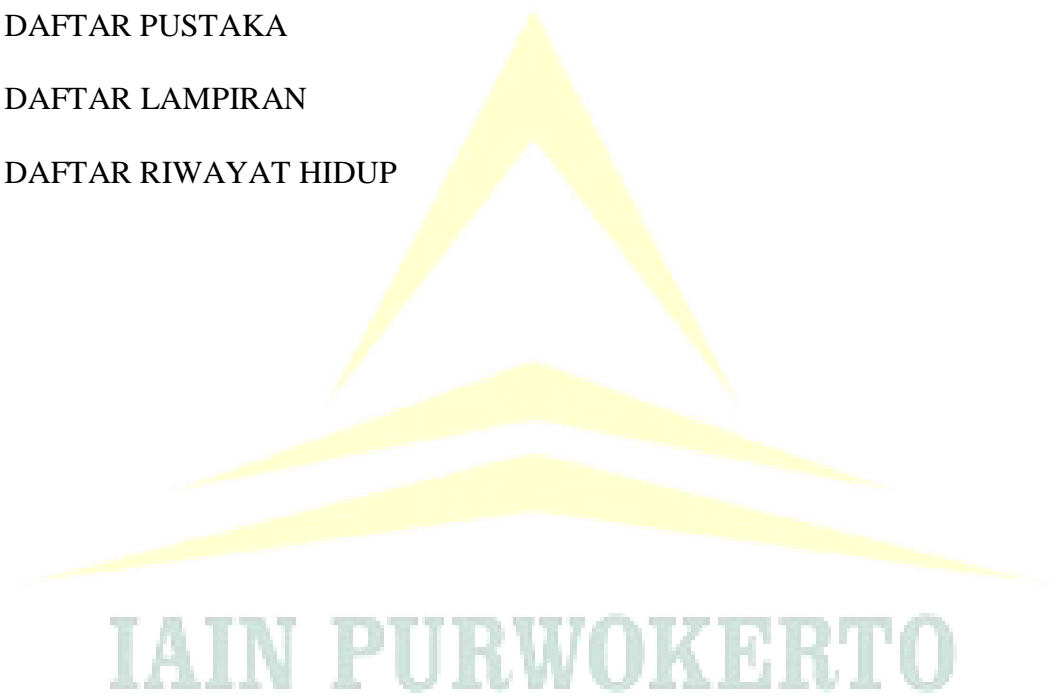 DAFTAR PUSTAKA
DAFTAR LAMPIRAN
DAFTAR RIWAYAT HIDUP
IAIN PURWOKERTO